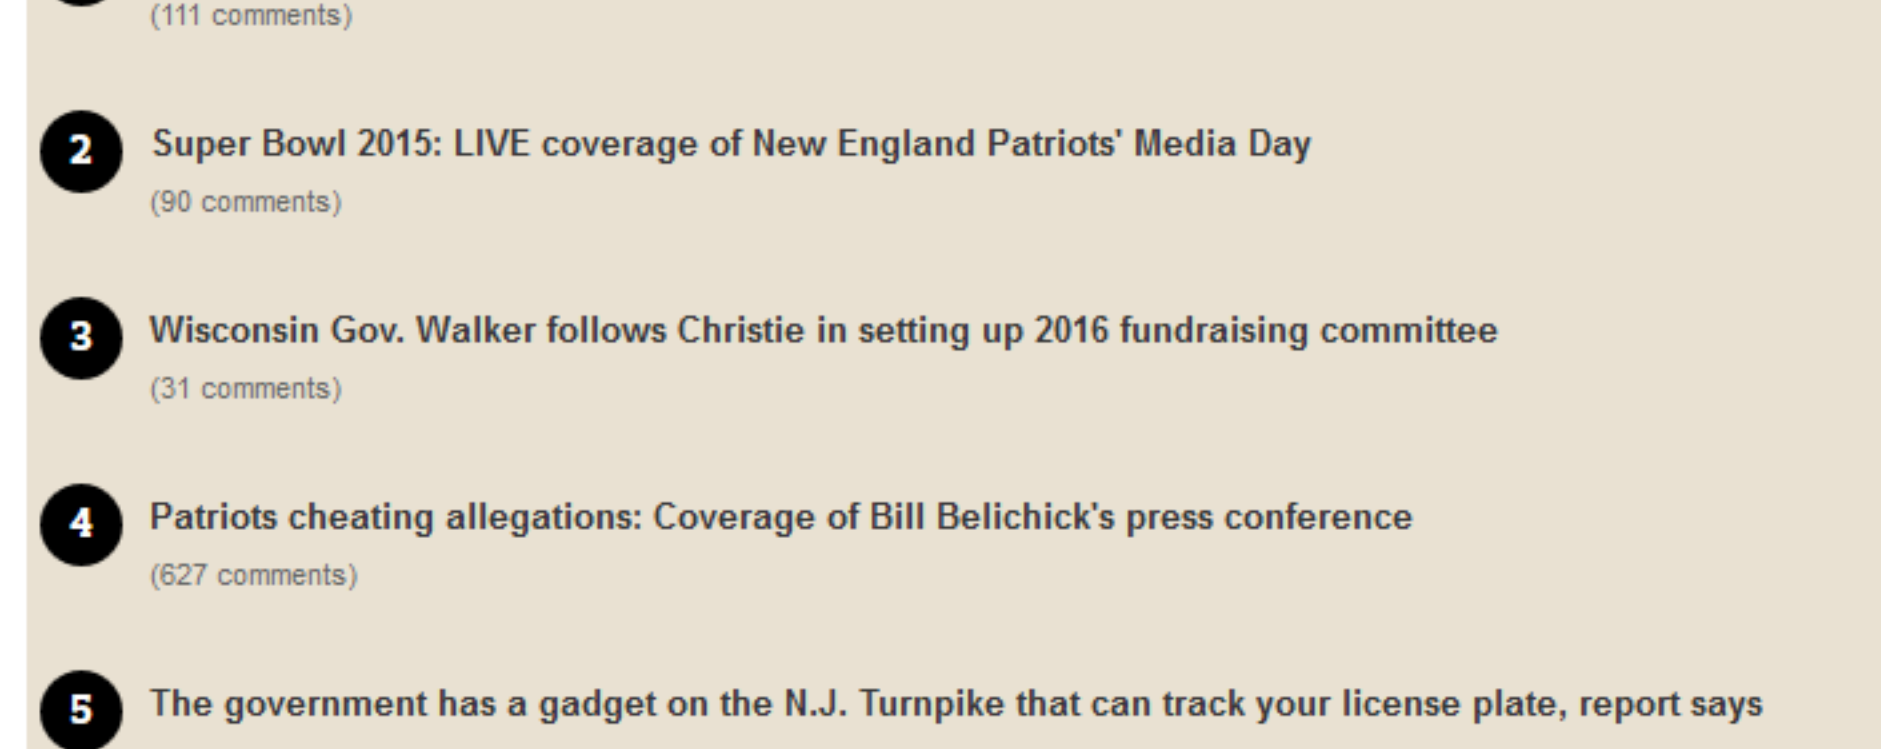 (111 comments)
2 Super Bowl 2015: LIVE coverage of New England Patriots' Media Day
(90 comments)
3 Wisconsin Gov. Walker follows Christie in setting up 2016 fundraising committee
(31 comments)
4 Patriots cheating allegations: Coverage of Bill Belichick's press conference
(627 comments)
5 The government has a gadget on the N.J. Turnpike that can track your license plate, report says